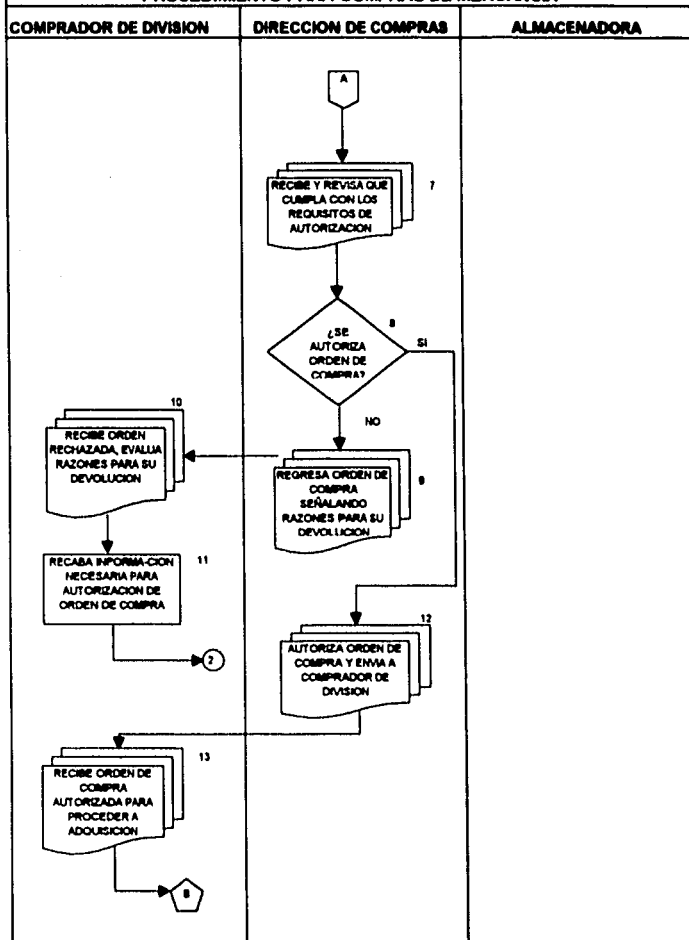 COMPRADOR DE DIVISION
DIRECCION DE COMPRAS
ALMACENADORA
A
RECIBE Y REVISA QUE
CUMPLA CON LOS
REQUISITOS DE
AUTORIZACION
7
¿SE
AUTORIZA
ORDEN DE
COMPRA?
8
SI
NO
10
RECIBE ORDEN
RECHAZADA, EVALUA
RAZONES PARA SU
DEVOLUCION
REGRESA ORDEN DE
COMPRA
SEÑALANDO
RAZONES PARA SU
DEVOLUCION
9
RECABA INFORMA-CION
NECESARIA PARA
AUTORIZACION DE
ORDEN DE COMPRA
11
2
12
AUTORIZA ORDEN DE
COMPRA Y ENVIA A
COMPRADOR DE
DIVISION
13
RECIBE ORDEN DE
COMPRA
AUTORIZADA PARA
PROCEDER A
ADQUISICION
B